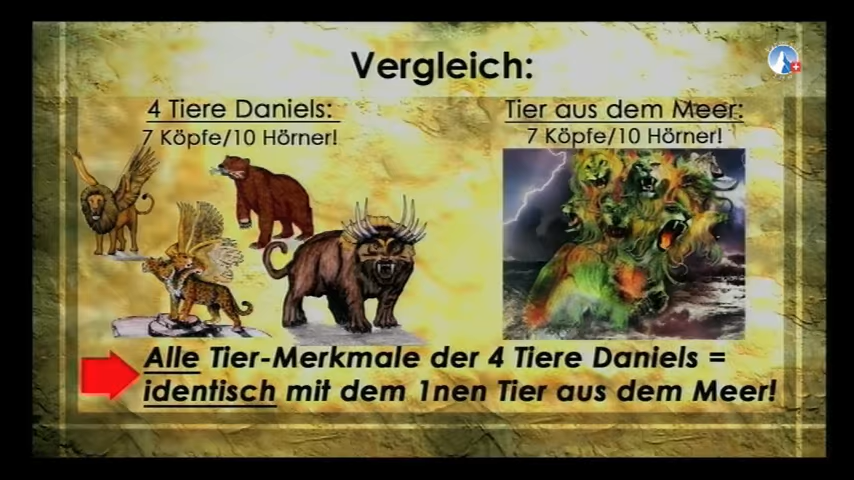 Vergleich:
4 Tiere Daniels:
7 Köpfe/10 Hörner!
Tier aus dem Meer:
7 Köpfe/10 Hörner!
Alle Tier-Merkmale der 4 Tiere Daniels =
identisch mit dem 1nen Tier aus dem Meer!